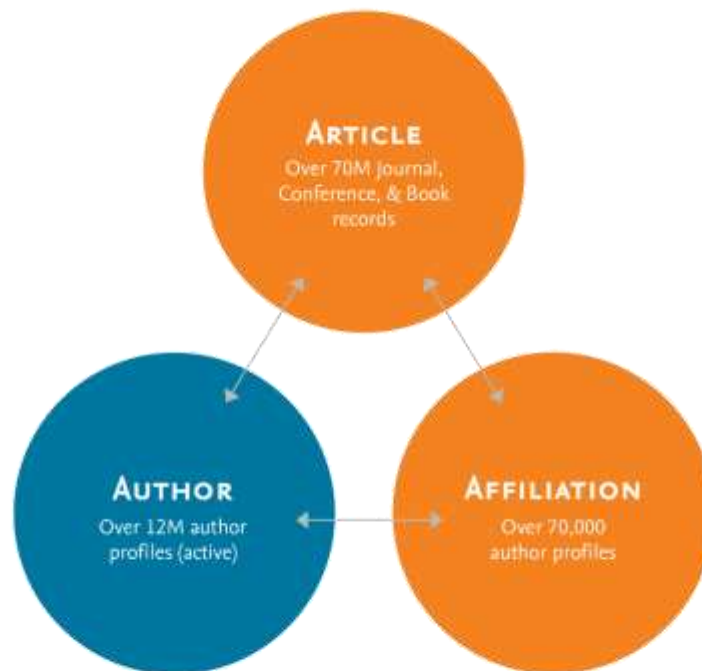 ARTICLE
Over 70M Journal,
Conference, & Book
records
AUTHOR
Over 12M author
profiles (active)
AFFILIATION
Over 70,000
author profiles